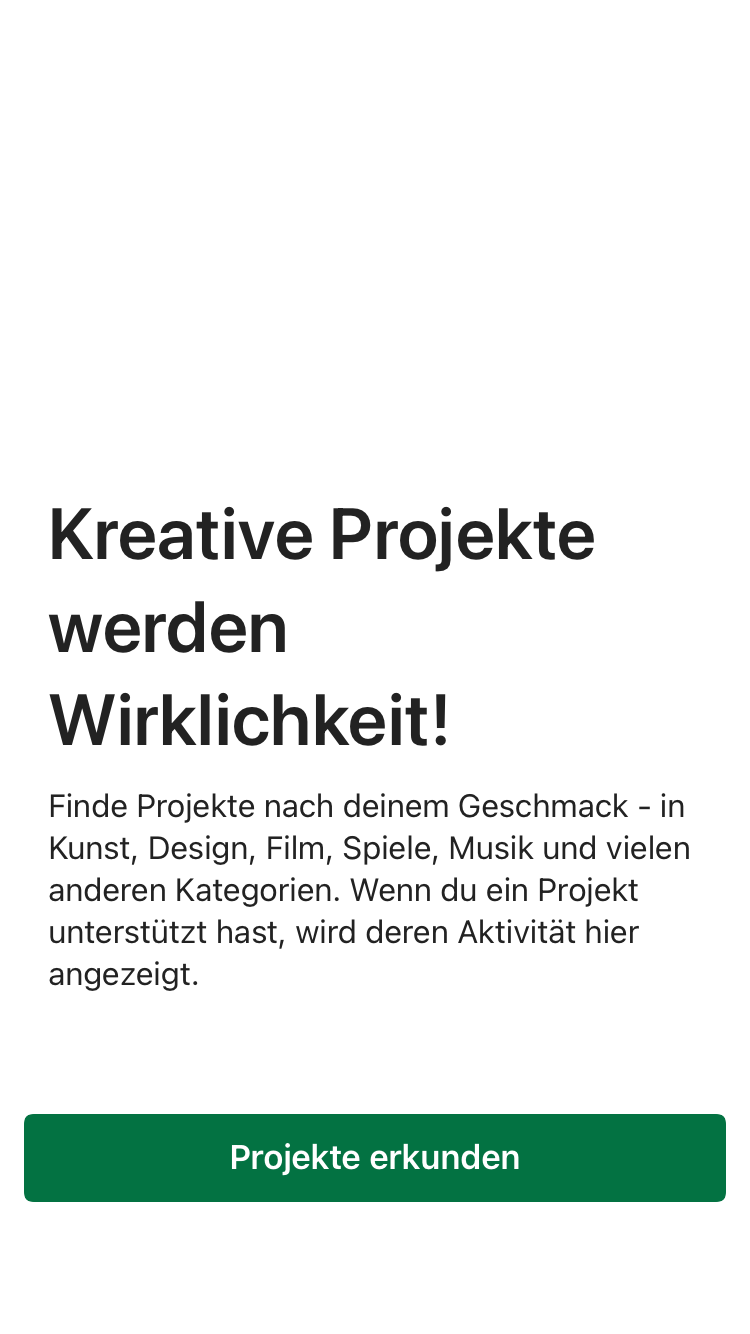 Kreative Projekte
werden
Wirklichkeit!
Finde Projekte nach deinem Geschmack - in
Kunst, Design, Film, Spiele, Musik und vielen
anderen Kategorien. Wenn du ein Projekt
unterstützt hast, wird deren Aktivität hier
angezeigt.
Projekte erkunden